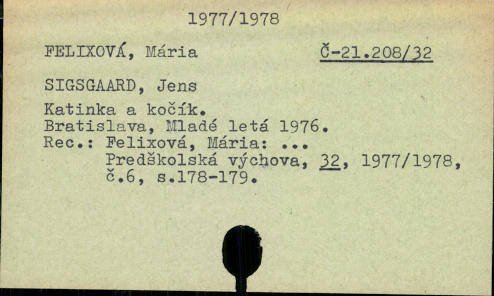 1977/1978
FELIXOVÁ, Mária Č-21.208/32
SIGSGAARD, Jens
Katinka a kočík.
Bratislava, Mladé letá 1976.
Rec.: Felixová, Mária: ...
Predškolská výchova, 32, 1977/1978,
č.6, s.178-179.